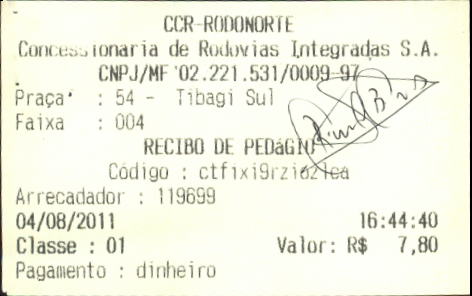 CCR-RODONORTE
Concessionaria de Rodovias Integradas S.A.
CNPJ/MF 02.221.531/0009-97
Praça : 54 - Tibagi Sul
Faixa : 004
RECIBO DE PEDáGIO
Código :
Arrecadador : 119699
04/08/2011 16:44:40
Classe : 01 Valor: R$ 7,80
Pagamento : dinheiro